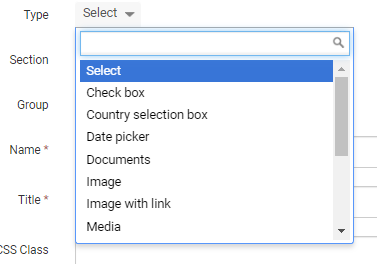 Type Select
Section
Select
Check box
Group
Country selection box
Date picker
Name *
Documents
Image
Title *
Image with link
Media
CSS Class